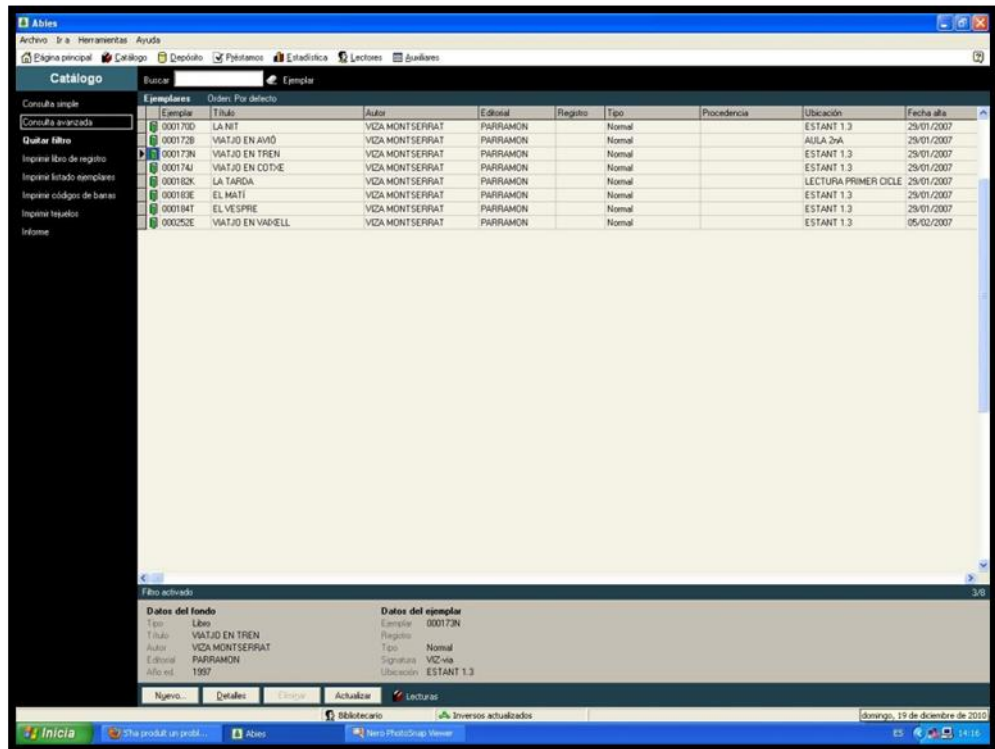 Abies
Archivo Ir a Herramientas Ayuda
Página principal Catálogo Depósito Préstamos Estadística Lectores Auxiliares
Catálogo
Buscar Ejemplar
Consulta simple
Consulta avanzada
Quitar filtro
Imprimir libro de registro
Imprimir listado ejemplares
Imprimir códigos de barras
Imprimir tejuelos
Informe
Ejemplares Orden: Por defecto
Ejemplar Título Autor Editorial Registro Tipo Procedencia Ubicación Fecha alta
000170D LA NIT VIZA MONTSERRAT PARRAMON Normal ESTANT 1.3 29/01/2007
000172B VIATJO EN AVIÓ VIZA MONTSERRAT PARRAMON Normal AULA 2nA 29/01/2007
000173N VIATJO EN TREN VIZA MONTSERRAT PARRAMON Normal ESTANT 1.3 29/01/2007
000174J VIATJO EN COTXE VIZA MONTSERRAT PARRAMON Normal ESTANT 1.3 29/01/2007
000182K LA TARDA VIZA MONTSERRAT PARRAMON Normal LECTURA PRIMER CICLE 29/01/2007
000183E EL MATÍ VIZA MONTSERRAT PARRAMON Normal ESTANT 1.3 29/01/2007
000184T EL VESPRE VIZA MONTSERRAT PARRAMON Normal ESTANT 1.3 29/01/2007
000252E VIATJO EN VAIXELL VIZA MONTSERRAT PARRAMON Normal ESTANT 1.3 05/02/2007
Filtro activado 3/8
Datos del fondo
Tipo Libro
Título VIATJO EN TREN
Autor VIZA MONTSERRAT
Editorial PARRAMON
Año ed. 1997
Datos del ejemplar
Ejemplar 000173N
Registro
Tipo Normal
Signatura VIZ-via
Ubicación ESTANT 1.3
Nuevo... Detalles Eliminar Actualizar Lecturas
Bibliotecario Inversos actualizados domingo, 19 de diciembre de 2010
Inicia S'ha produït un probl... Abies Nero PhotoSnap Viewer ES 14:16